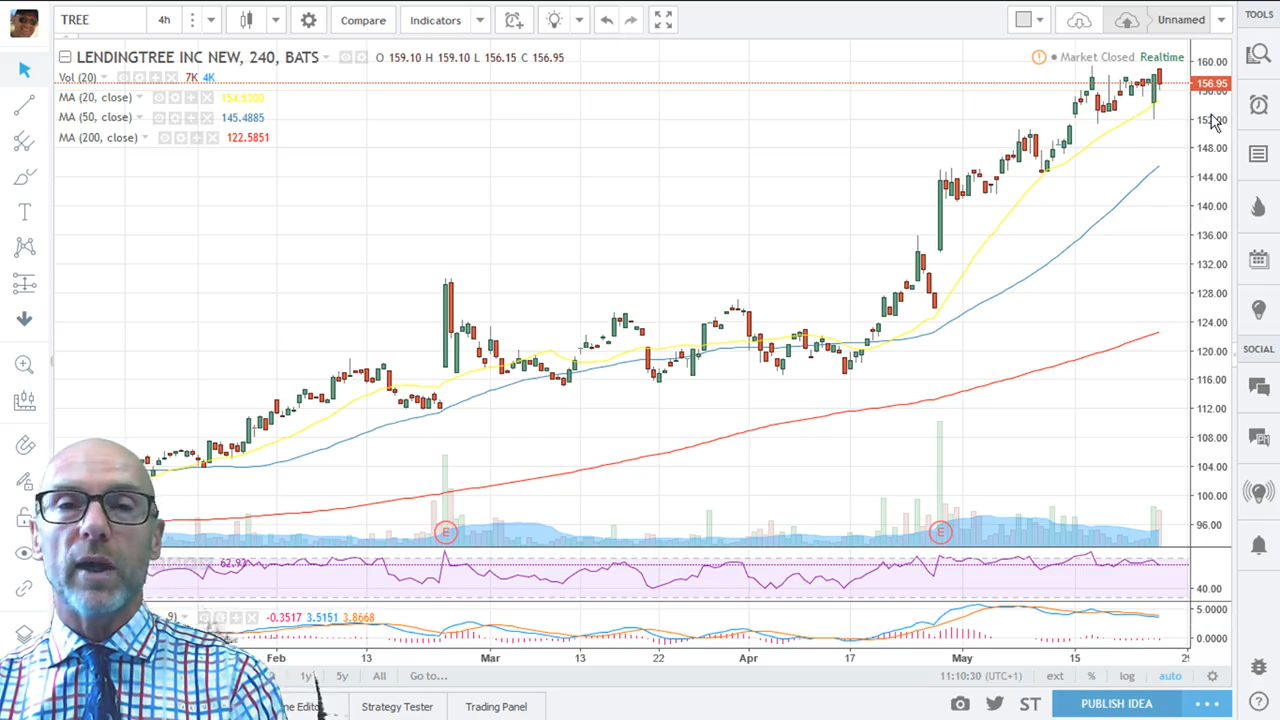 TREE 4h Compare Indicators Unnamed TOOLS
LENDINGTREE INC NEW, 240, BATS O 159.10 H 159.10 L 156.15 C 156.95 Market Closed Realtime
Vol (20) 7K 4K
MA (20, close)
MA (50, close) 145.4885
MA (200, close) 122.5851
160.00
156.95
148.00
144.00
140.00
136.00
132.00
128.00
124.00
120.00
116.00
112.00
108.00
104.00
100.00
96.00
SOCIAL
E E
62.93
40.00
9) -0.3517 3.5151 3.8668
5.0000
0.0000
Feb 13 Mar 13 22 Apr 17 May 15
1y 5y All Go to... 11:10:30 (UTC+1) ext % log auto
Strategy Tester Trading Panel ST PUBLISH IDEA